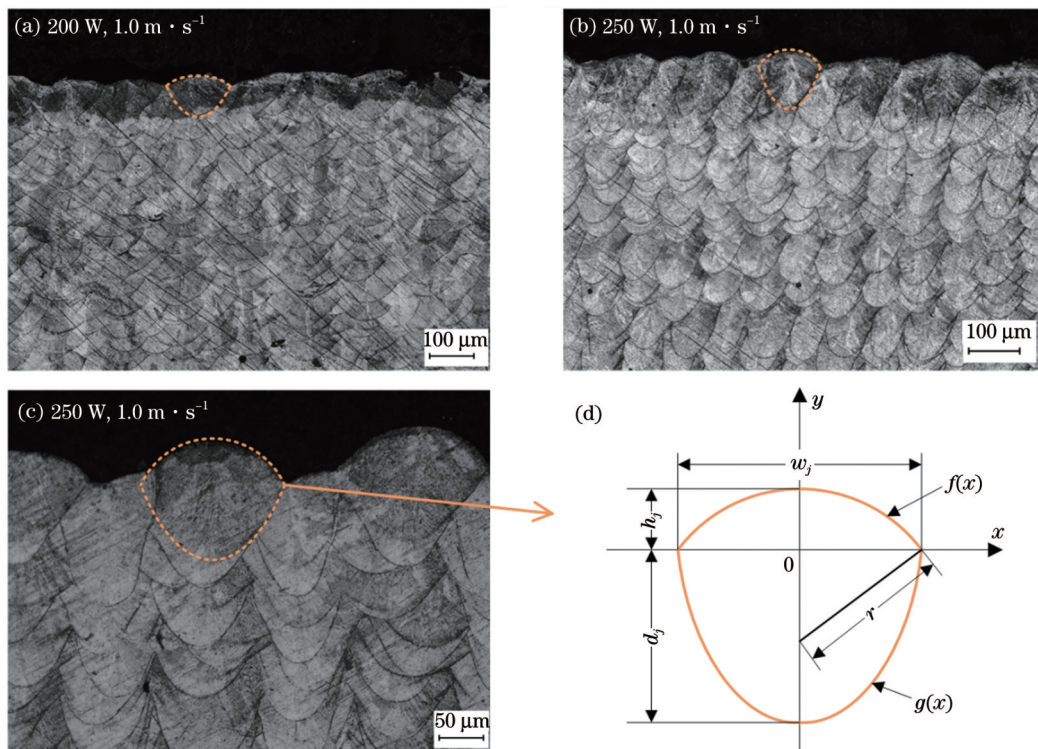 (a) 200 W, 1.0 m · s⁻¹
100 μm
(b) 250 W, 1.0 m · s⁻¹
100 μm
(c) 250 W, 1.0 m · s⁻¹
50 μm
(d)
y
w_j
f(x)
h_j
x
0
d_j
r
g(x)